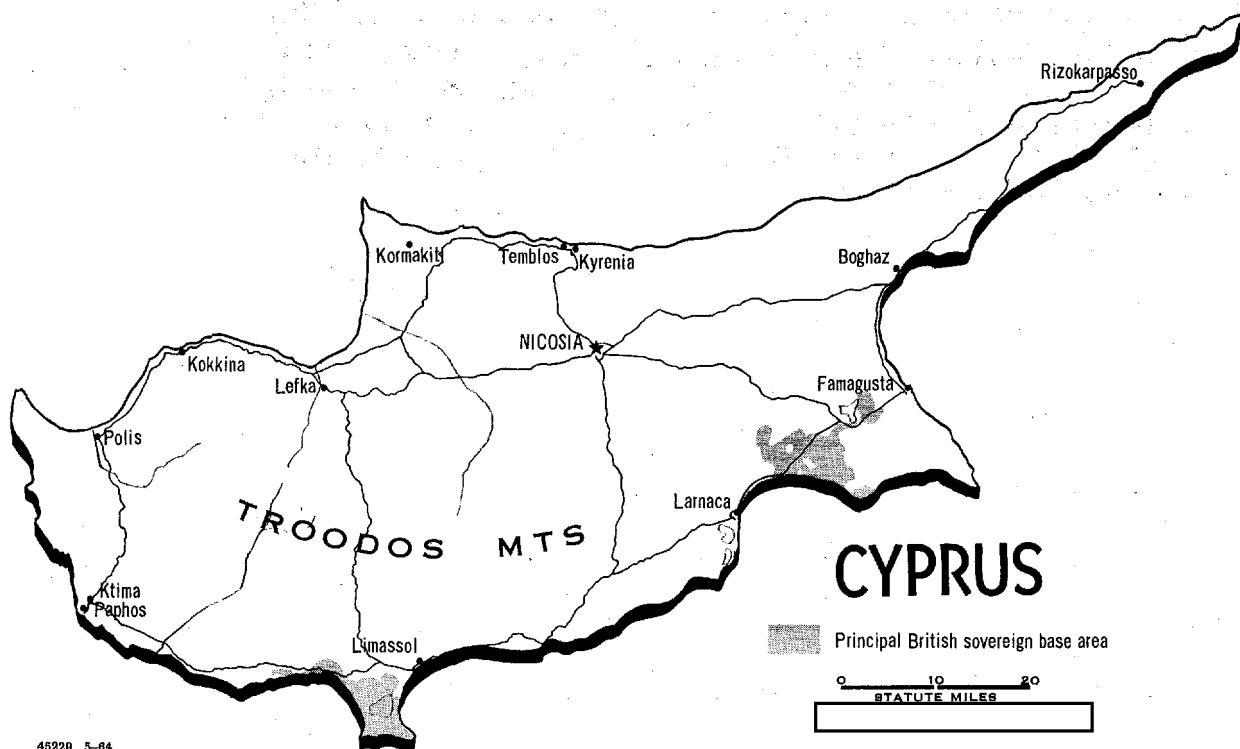 Rizokarpasso
Kormakiti
Temblos
Kyrenia
Boghaz
NICOSIA
Kokkina
Lefka
Famagusta
Polis
Larnaca
TROODOS MTS
CYPRUS
Ktima
Paphos
Limassol
Principal British sovereign base area
0 10 20
STATUTE MILES
45229 5-64